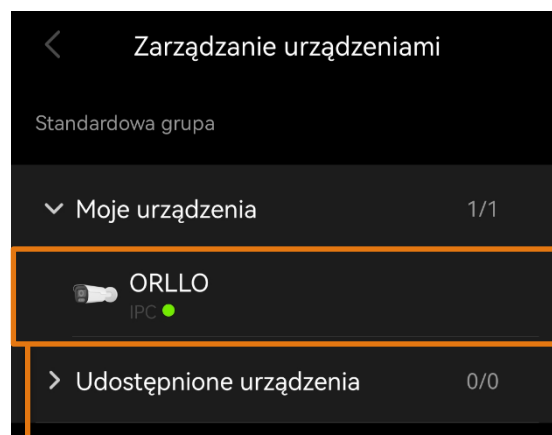 Zarządzanie urządzeniami
Standardowa grupa
Moje urządzenia 1/1
ORLLO
IPC
Udostępnione urządzenia 0/0